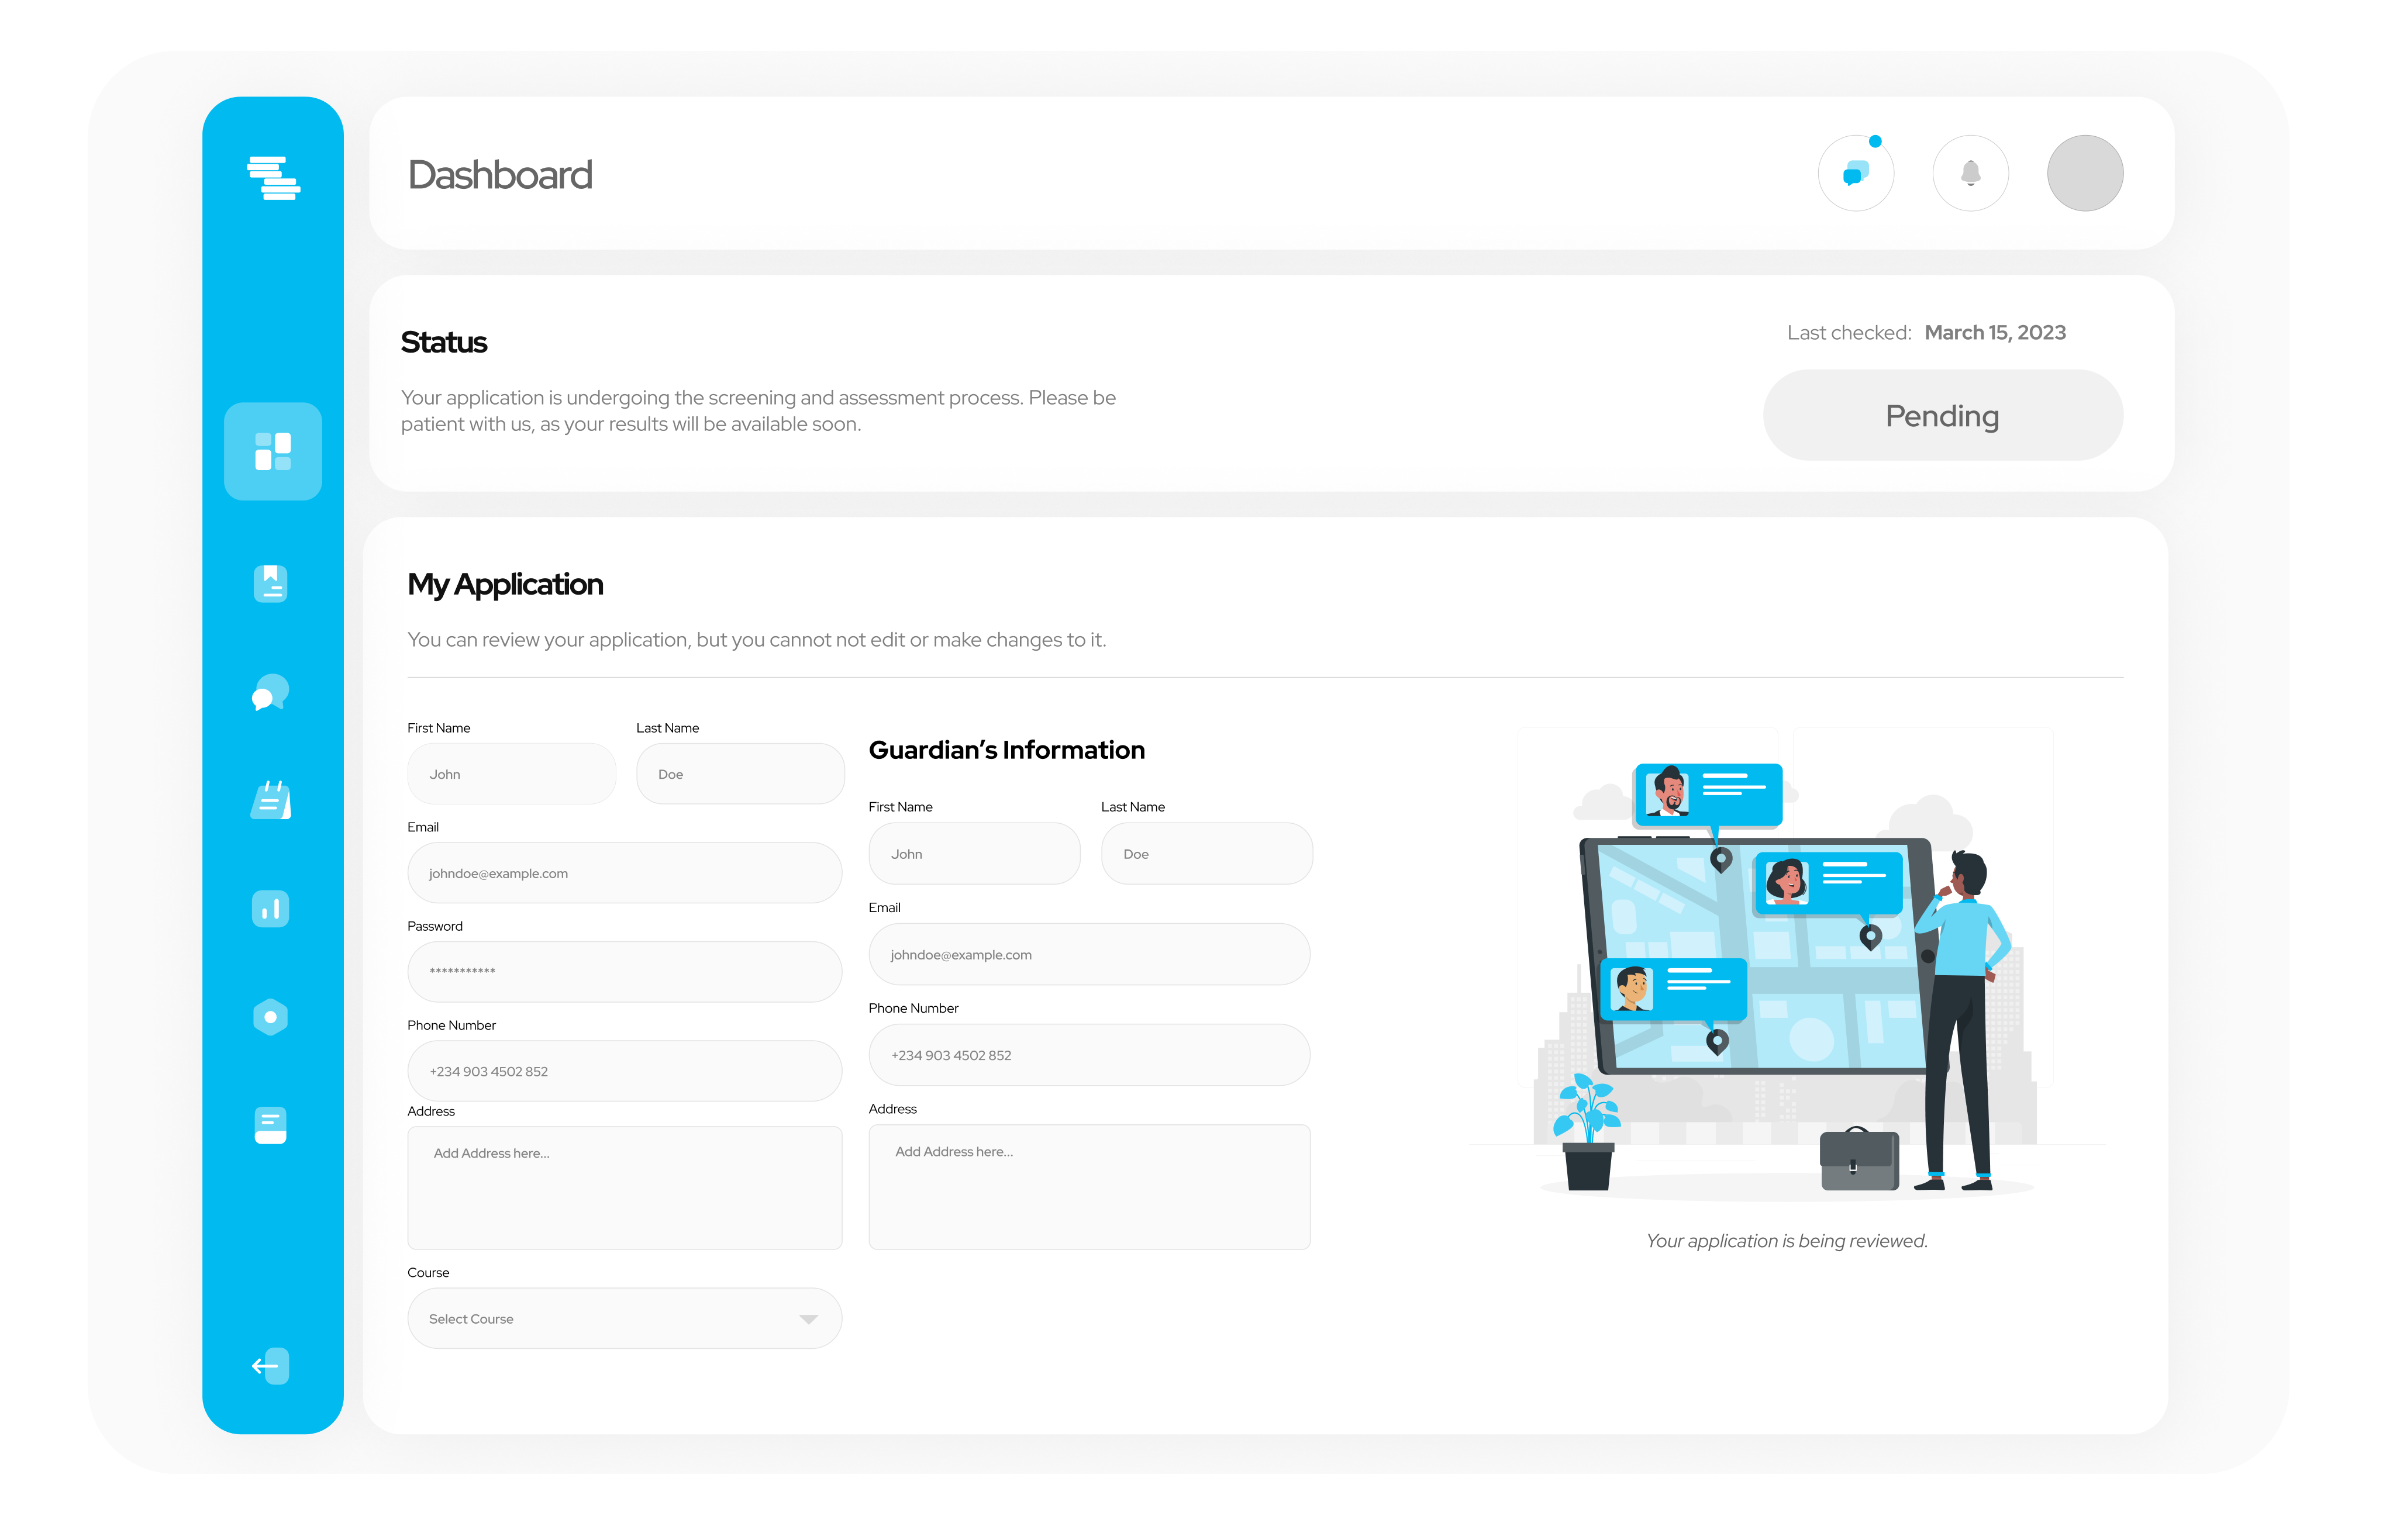 Dashboard
Status
Your application is undergoing the screening and assessment process. Please be
patient with us, as your results will be available soon.
Last checked: March 15, 2023
Pending
My Application
You can review your application, but you cannot not edit or make changes to it.
First Name
Last Name
John
Doe
Email
johndoe@example.com
Password
***********
Phone Number
+234 903 4502 852
Address
Add Address here...
Course
Select Course
Guardian’s Information
First Name
Last Name
John
Doe
Email
johndoe@example.com
Phone Number
+234 903 4502 852
Address
Add Address here...
Your application is being reviewed.